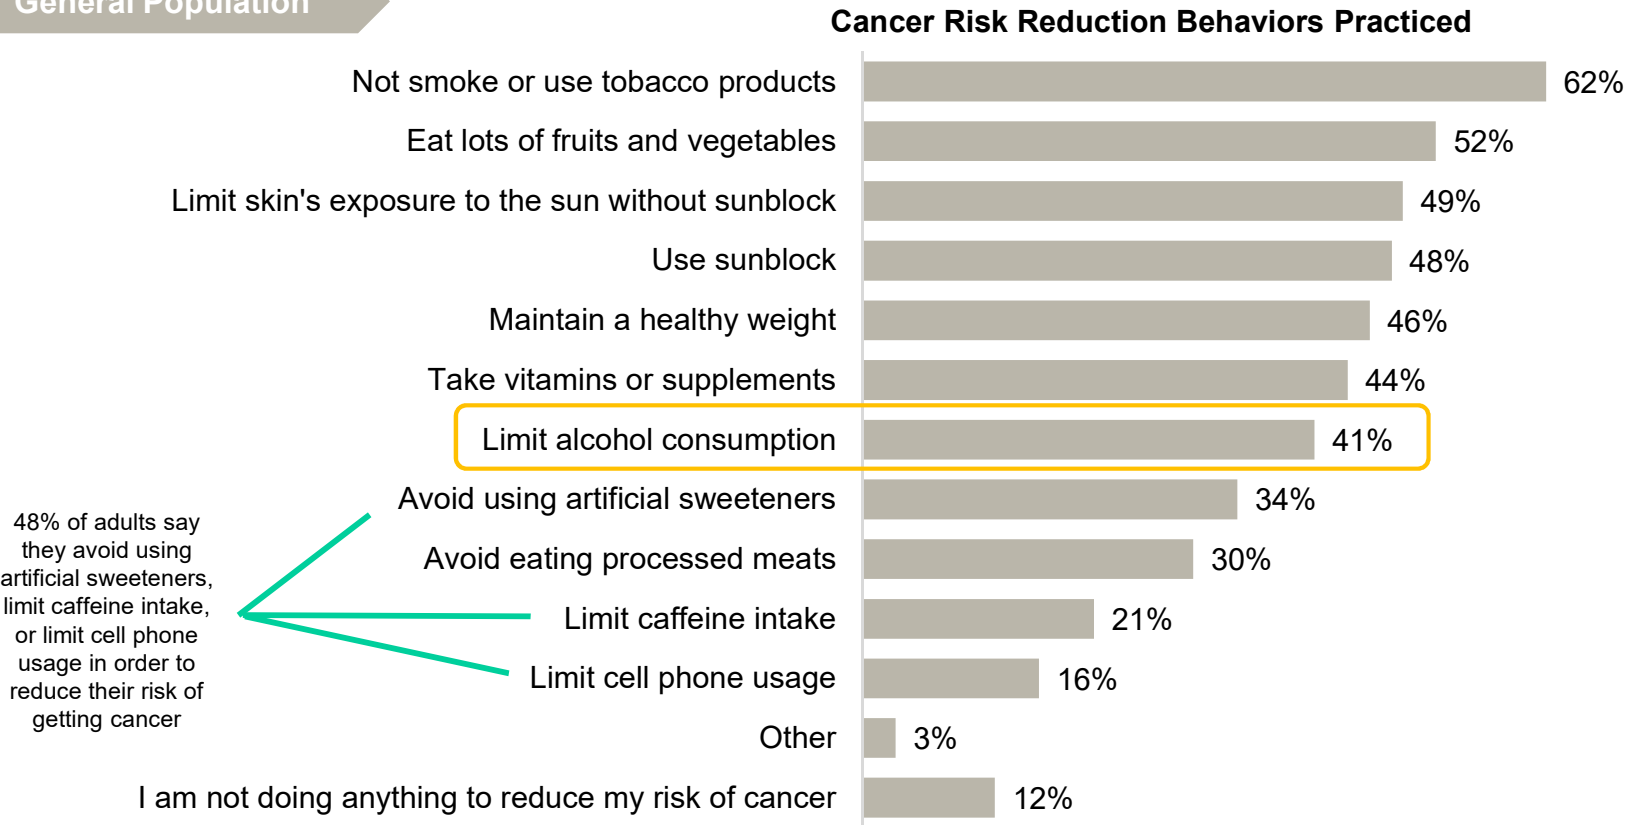 General Population
Cancer Risk Reduction Behaviors Practiced
Not smoke or use tobacco products 62%
Eat lots of fruits and vegetables 52%
Limit skin's exposure to the sun without sunblock 49%
Use sunblock 48%
Maintain a healthy weight 46%
Take vitamins or supplements 44%
Limit alcohol consumption 41%
Avoid using artificial sweeteners 34%
Avoid eating processed meats 30%
Limit caffeine intake 21%
Limit cell phone usage 16%
Other 3%
I am not doing anything to reduce my risk of cancer 12%
48% of adults say
they avoid using
artificial sweeteners,
limit caffeine intake,
or limit cell phone
usage in order to
reduce their risk of
getting cancer